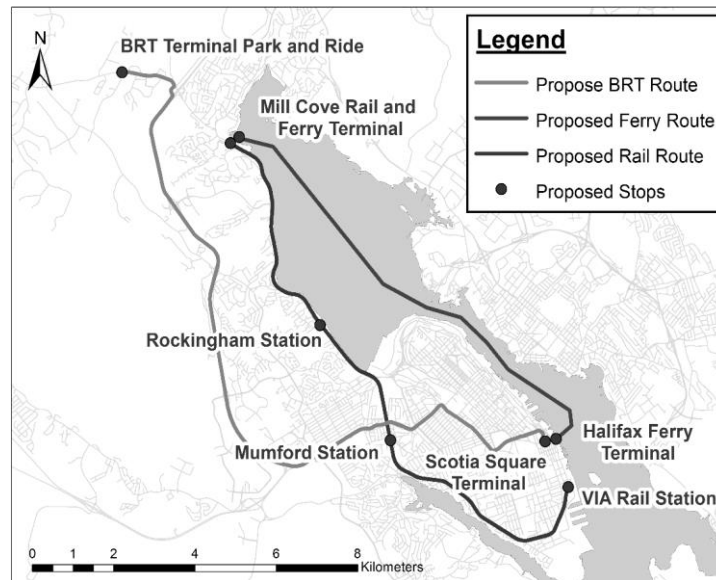 N
BRT Terminal Park and Ride
Mill Cove Rail and
Ferry Terminal
Legend
Propose BRT Route
Proposed Ferry Route
Proposed Rail Route
Proposed Stops
Rockingham Station
Mumford Station
Scotia Square
Terminal
Halifax Ferry
Terminal
VIA Rail Station
0 1 2 4 6 8
Kilometers